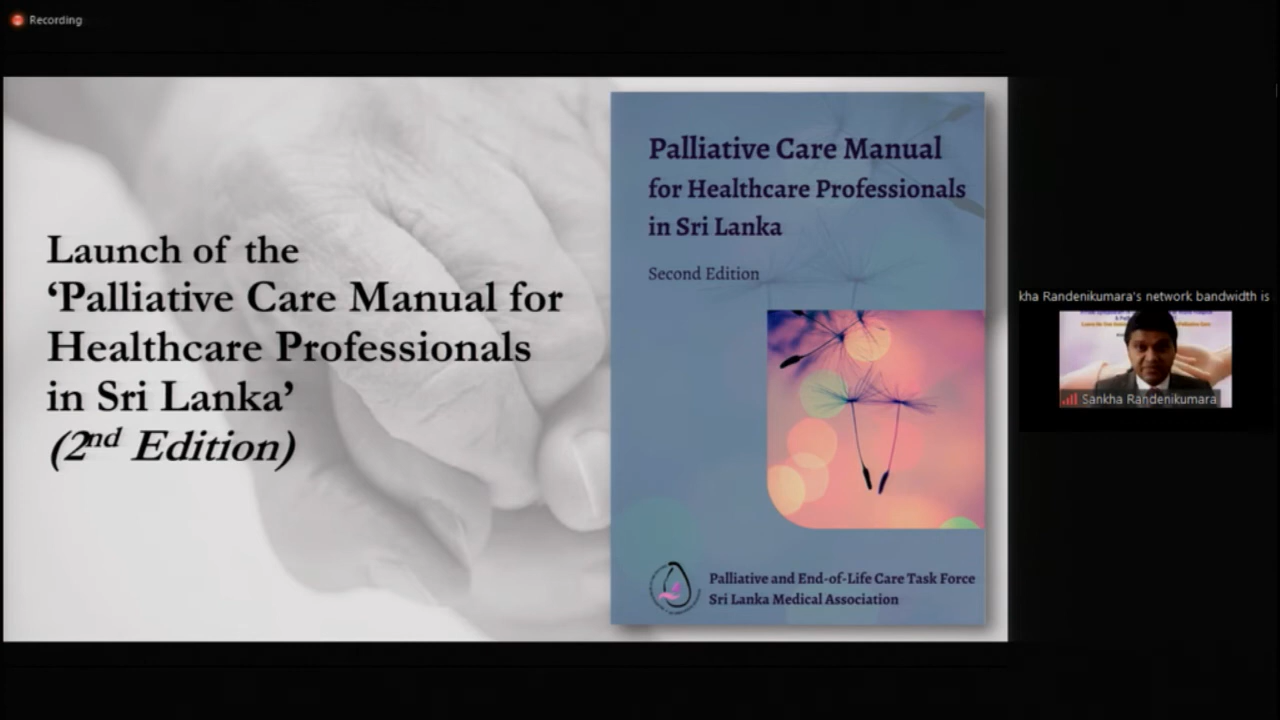 Recording
Launch of the
‘Palliative Care Manual for
Healthcare Professionals
in Sri Lanka’
(2nd Edition)
Palliative Care Manual
for Healthcare Professionals
in Sri Lanka
Second Edition
Palliative and End-of-Life Care Task Force
Sri Lanka Medical Association
kha Randenikumara's network bandwidth is
Sankha Randenikumara